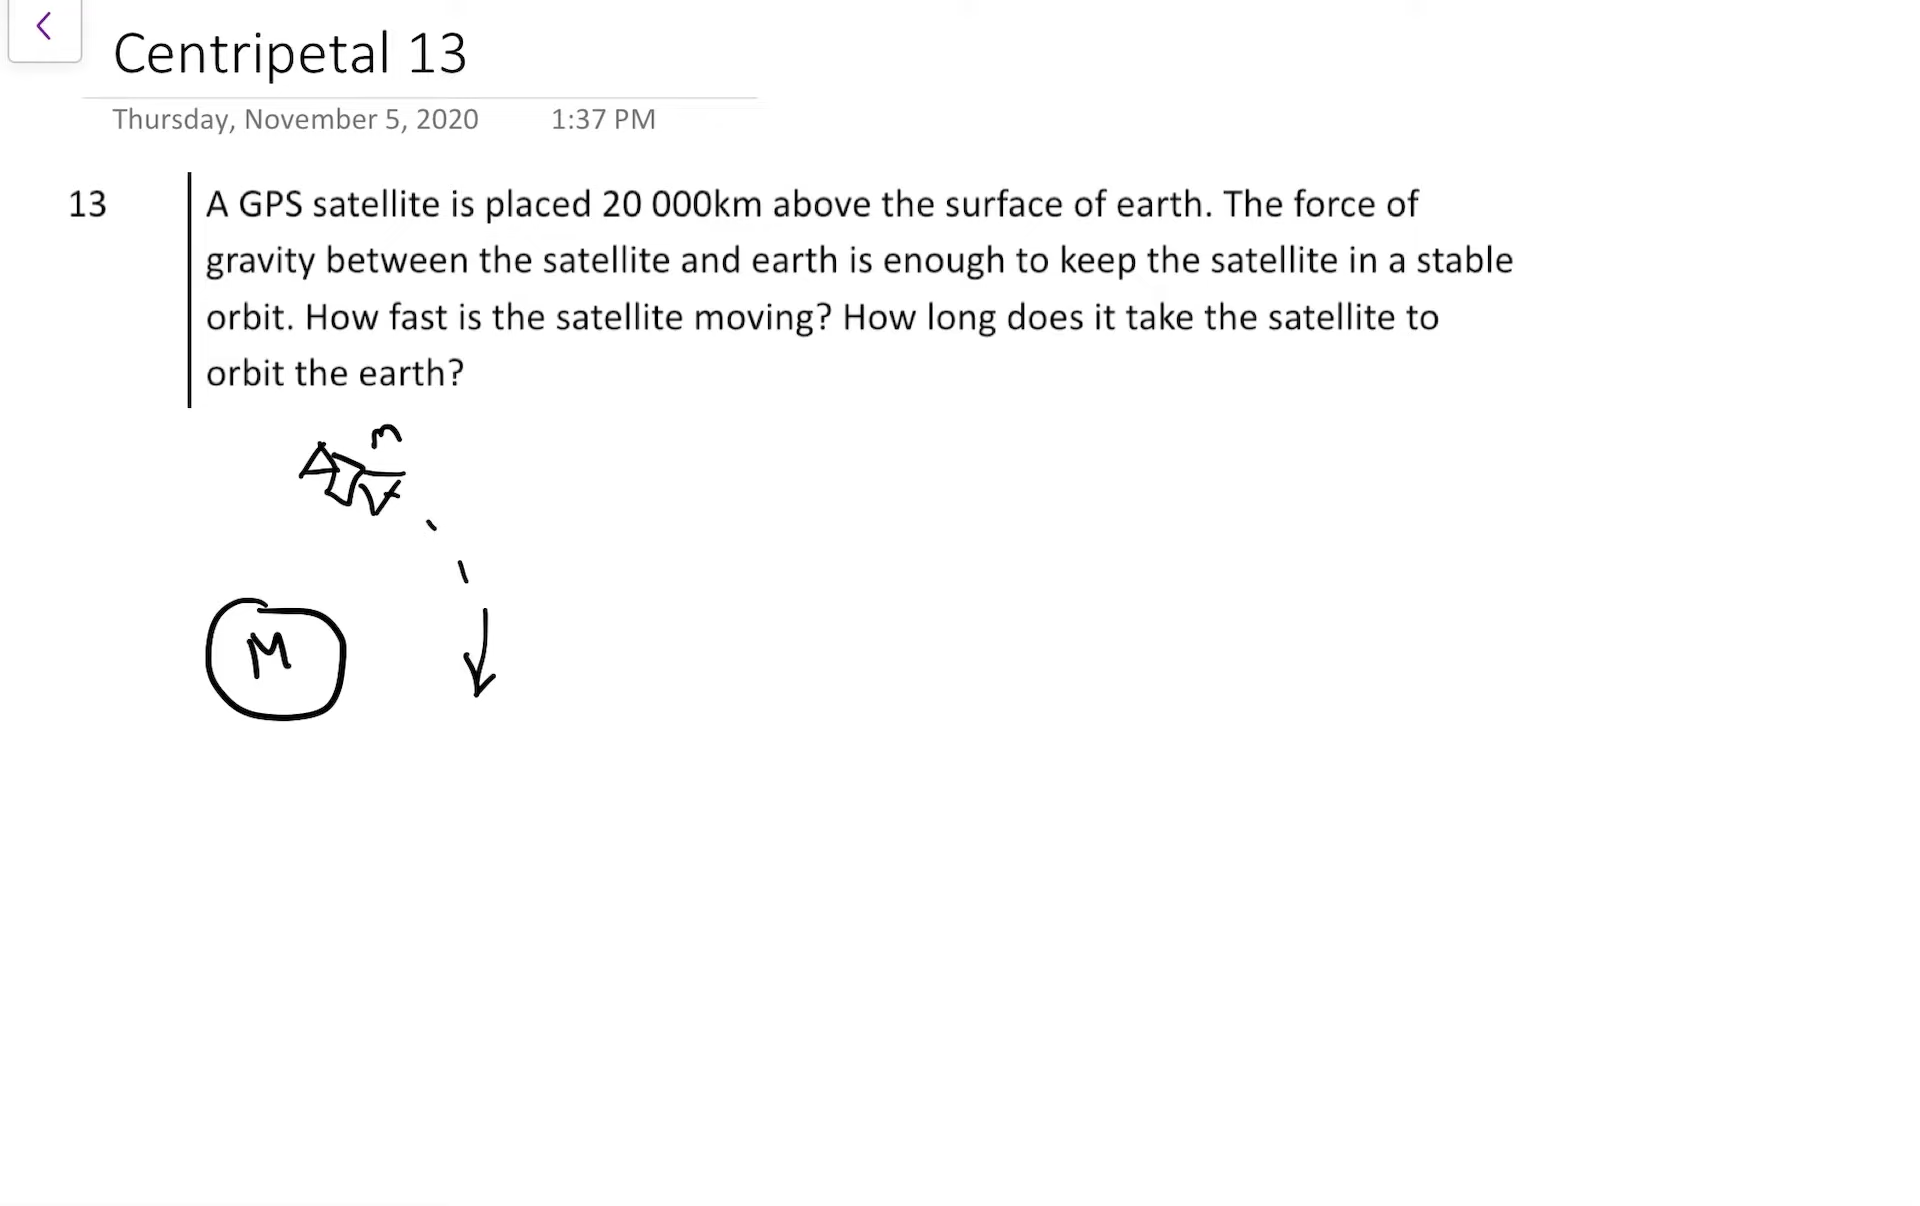 Centripetal 13
Thursday, November 5, 2020 1:37 PM
13 A GPS satellite is placed 20 000km above the surface of earth. The force of
gravity between the satellite and earth is enough to keep the satellite in a stable
orbit. How fast is the satellite moving? How long does it take the satellite to
orbit the earth?
m
M